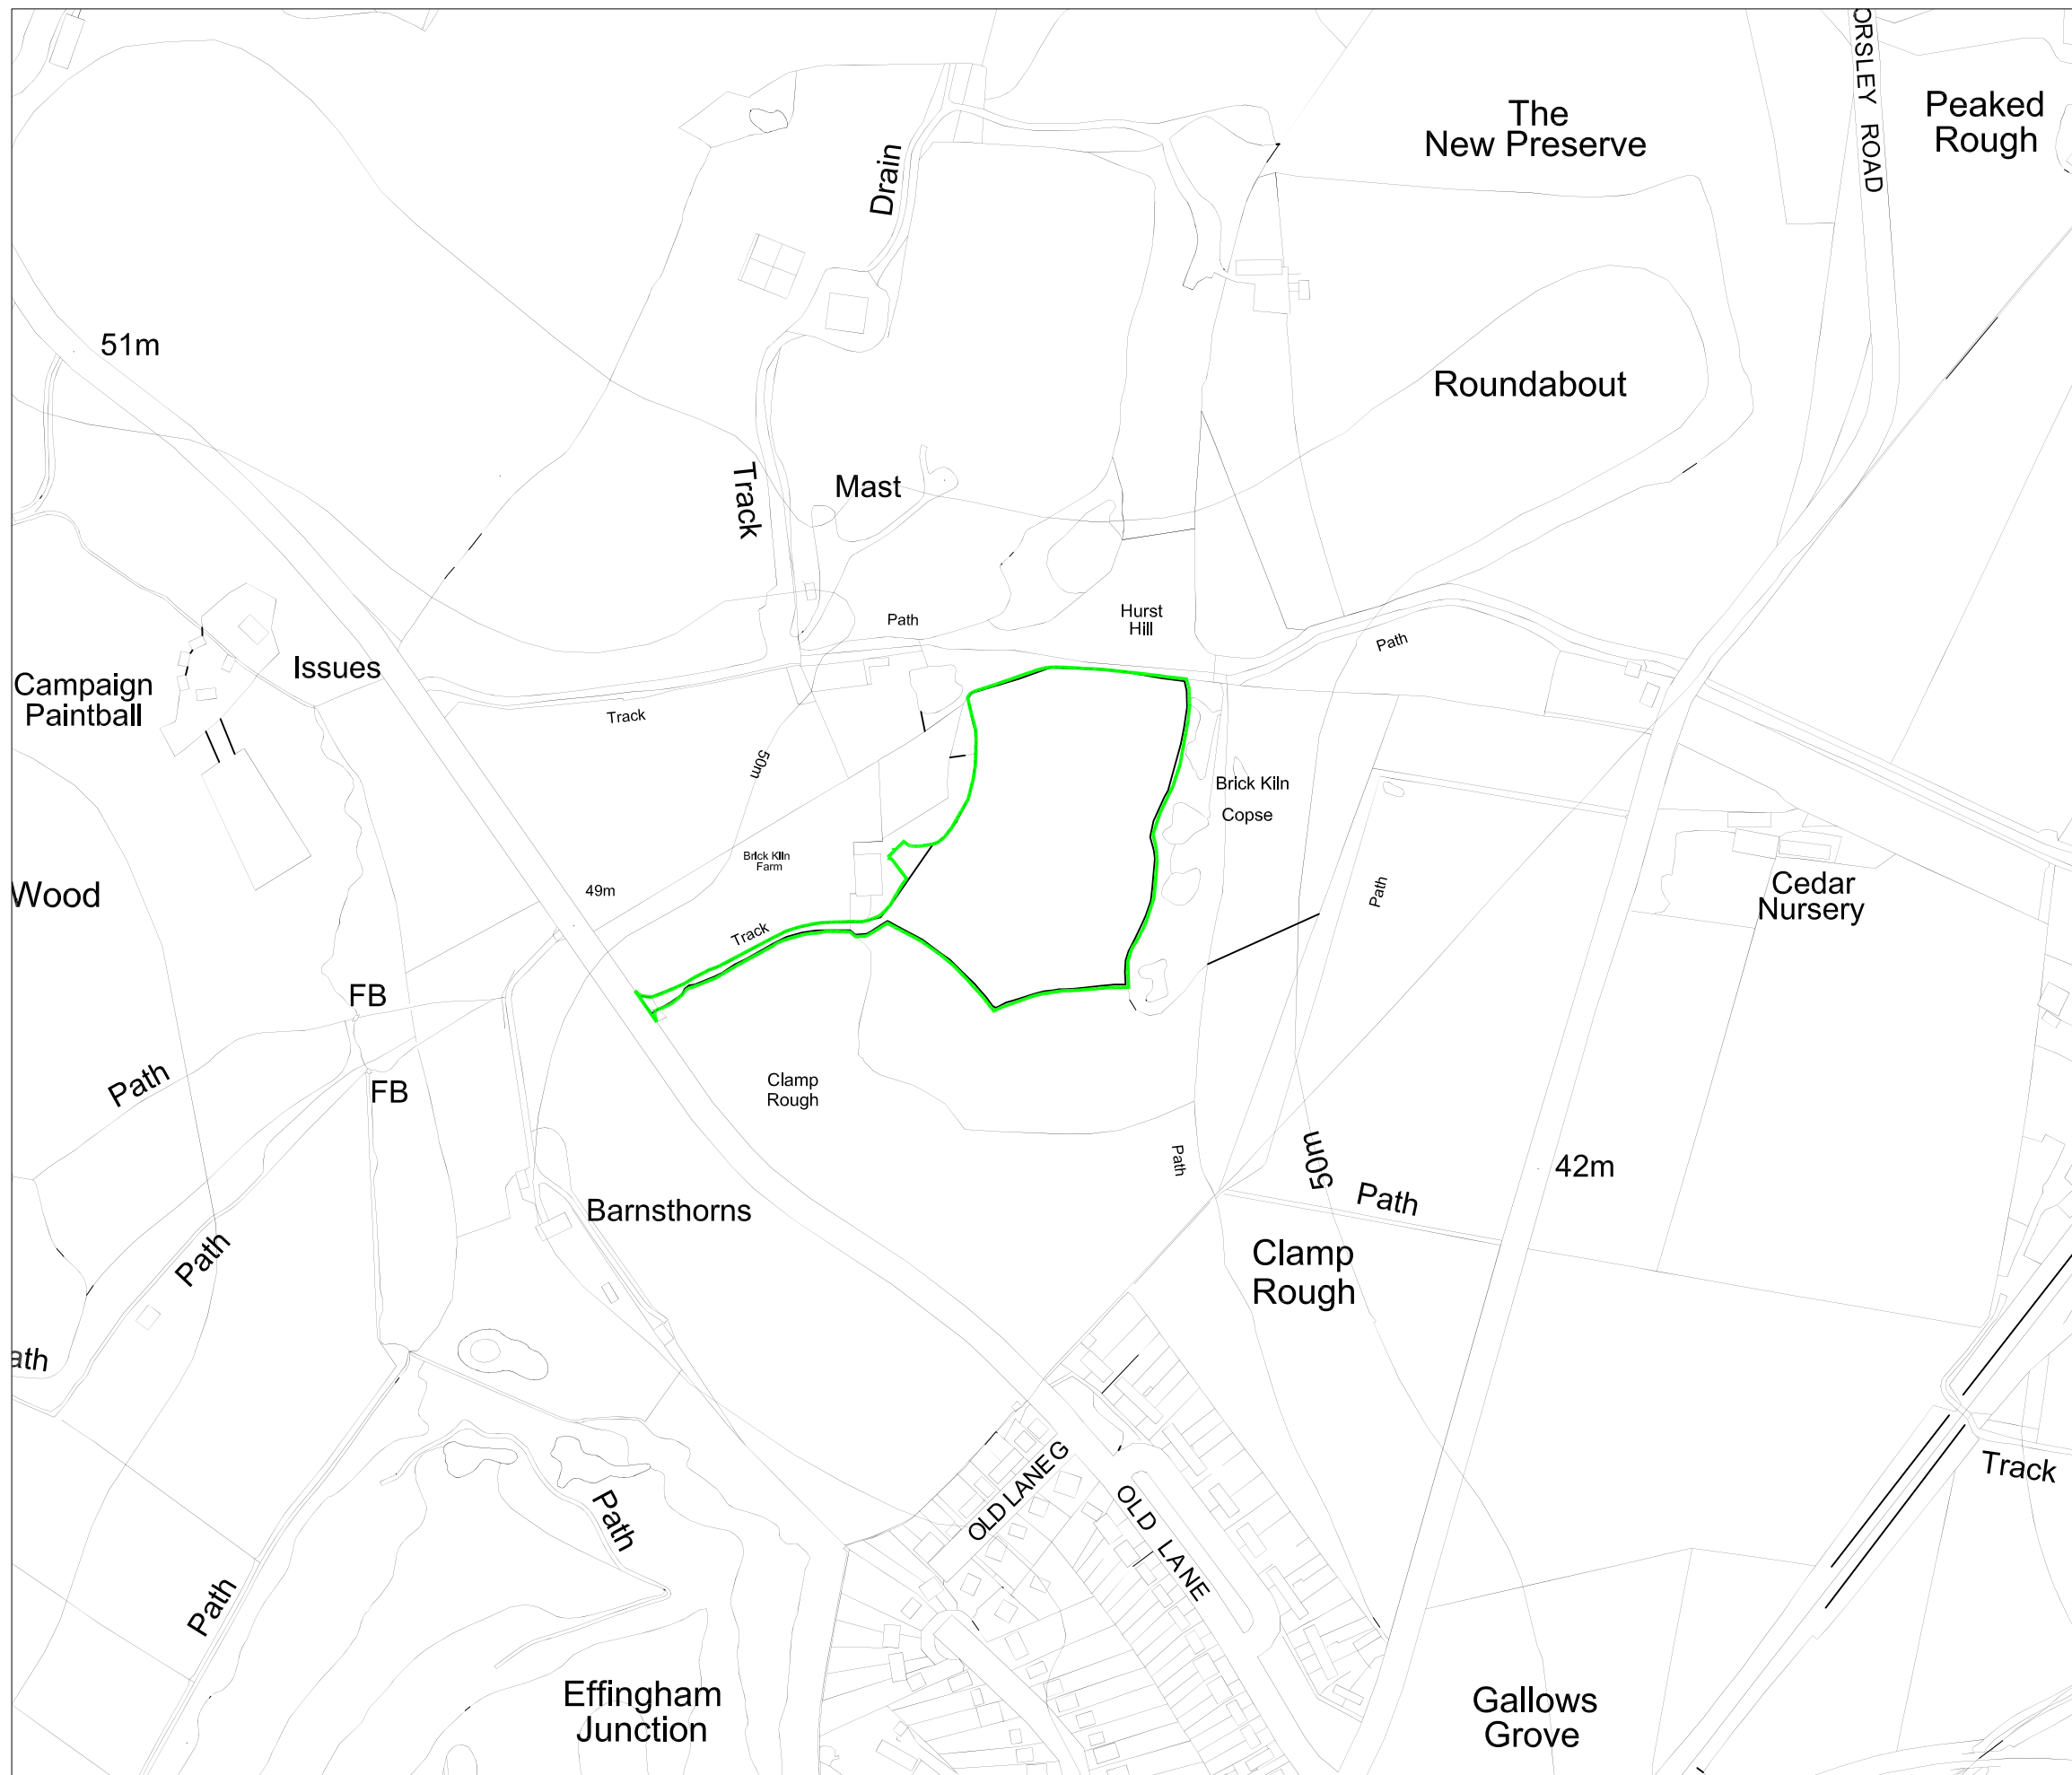 ORSLEY ROAD
The
New Preserve
Peaked
Rough
Drain
51m
Roundabout
Track
Mast
Path
Hurst
Hill
Path
Issues
Campaign
Paintball
Track
50m
Brick Kiln
Copse
Brick Kiln
Farm
49m
Wood
Path
Cedar
Nursery
Track
FB
Path
FB
Clamp
Rough
Path
50m
42m
Path
Barnsthorns
Path
Clamp
Rough
ath
OLD LANE G
Track
Path
OLD LANE
Path
Effingham
Junction
Gallows
Grove